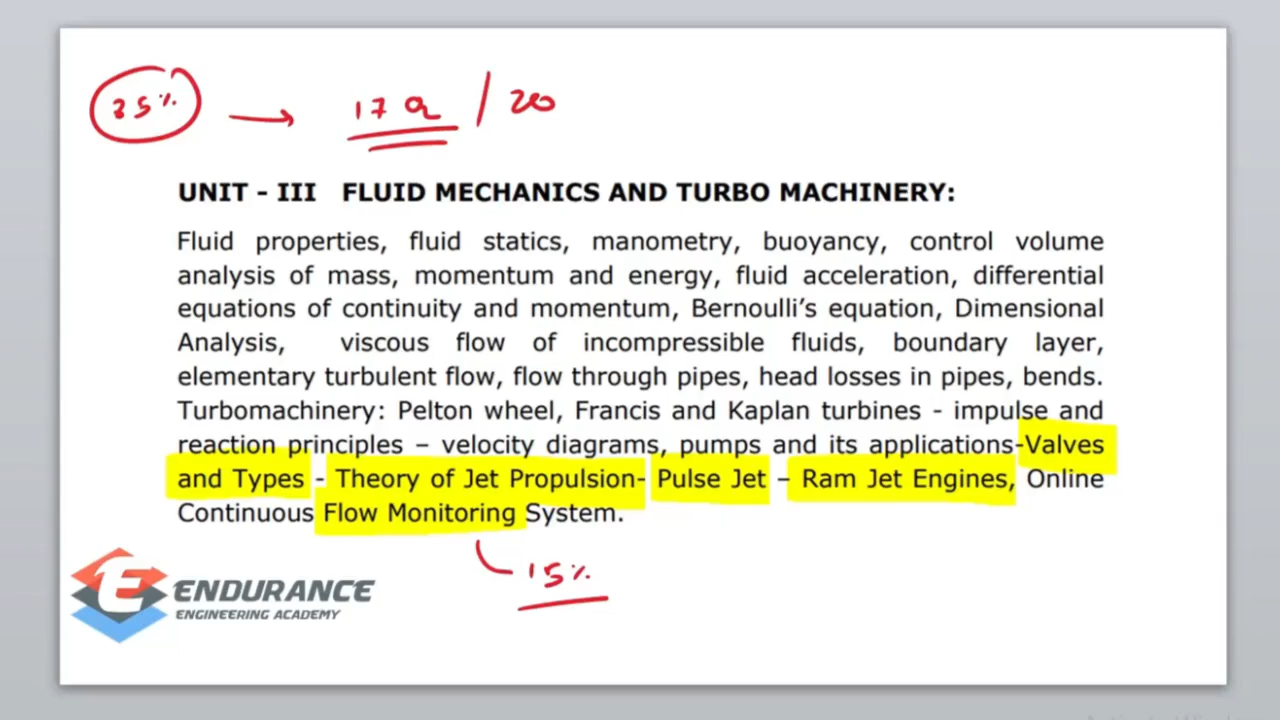 35% → 17 Q / 20
UNIT - III FLUID MECHANICS AND TURBO MACHINERY:
Fluid properties, fluid statics, manometry, buoyancy, control volume
analysis of mass, momentum and energy, fluid acceleration, differential
equations of continuity and momentum, Bernoulli's equation, Dimensional
Analysis, viscous flow of incompressible fluids, boundary layer,
elementary turbulent flow, flow through pipes, head losses in pipes, bends.
Turbomachinery: Pelton wheel, Francis and Kaplan turbines - impulse and
reaction principles – velocity diagrams, pumps and its applications-Valves
and Types - Theory of Jet Propulsion- Pulse Jet – Ram Jet Engines, Online
Continuous Flow Monitoring System.
15%
E ENDURANCE
ENGINEERING ACADEMY